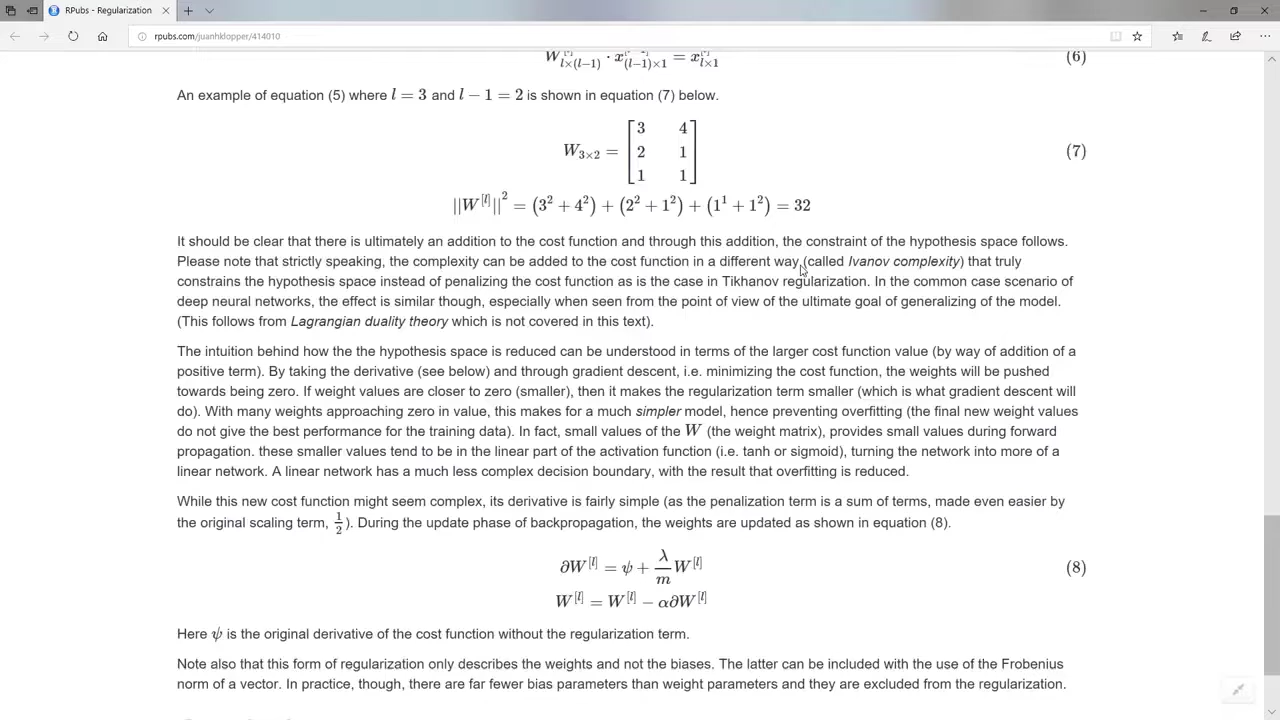 RPubs - Regularization
rpubs.com/juanhklopper/414010
W^{[l]}_{l×(l−1)} · x^{[l−1]}_{(l−1)×1} = x^{[l]}_{l×1} (6)
An example of equation (5) where l = 3 and l − 1 = 2 is shown in equation (7) below.
3 4
W_{3×2} = 2 1 (7)
1 1
||W^{[l]}||^2 = (3^2 + 4^2) + (2^2 + 1^2) + (1^1 + 1^2) = 32
It should be clear that there is ultimately an addition to the cost function and through this addition, the constraint of the hypothesis space follows.
Please note that strictly speaking, the complexity can be added to the cost function in a different way (called Ivanov complexity) that truly
constrains the hypothesis space instead of penalizing the cost function as is the case in Tikhanov regularization. In the common case scenario of
deep neural networks, the effect is similar though, especially when seen from the point of view of the ultimate goal of generalizing of the model.
(This follows from Lagrangian duality theory which is not covered in this text).
The intuition behind how the the hypothesis space is reduced can be understood in terms of the larger cost function value (by way of addition of a
positive term). By taking the derivative (see below) and through gradient descent, i.e. minimizing the cost function, the weights will be pushed
towards being zero. If weight values are closer to zero (smaller), then it makes the regularization term smaller (which is what gradient descent will
do). With many weights approaching zero in value, this makes for a much simpler model, hence preventing overfitting (the final new weight values
do not give the best performance for the training data). In fact, small values of the W (the weight matrix), provides small values during forward
propagation. these smaller values tend to be in the linear part of the activation function (i.e. tanh or sigmoid), turning the network into more of a
linear network. A linear network has a much less complex decision boundary, with the result that overfitting is reduced.
While this new cost function might seem complex, its derivative is fairly simple (as the penalization term is a sum of terms, made even easier by
the original scaling term, 1/2). During the update phase of backpropagation, the weights are updated as shown in equation (8).
∂W^{[l]} = ψ + λ/m W^{[l]} (8)
W^{[l]} = W^{[l]} − α∂W^{[l]}
Here ψ is the original derivative of the cost function without the regularization term.
Note also that this form of regularization only describes the weights and not the biases. The latter can be included with the use of the Frobenius
norm of a vector. In practice, though, there are far fewer bias parameters than weight parameters and they are excluded from the regularization.